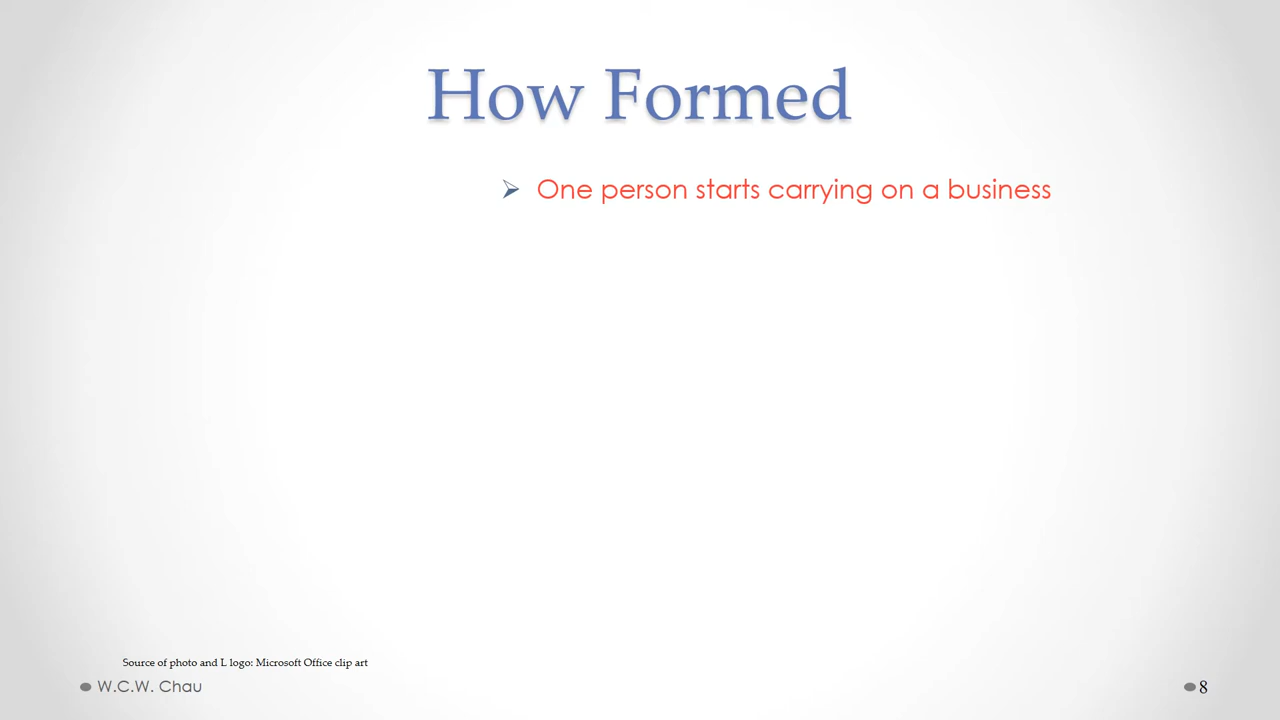 How Formed
One person starts carrying on a business
Source of photo and L logo: Microsoft Office clip art
W.C.W. Chau
8